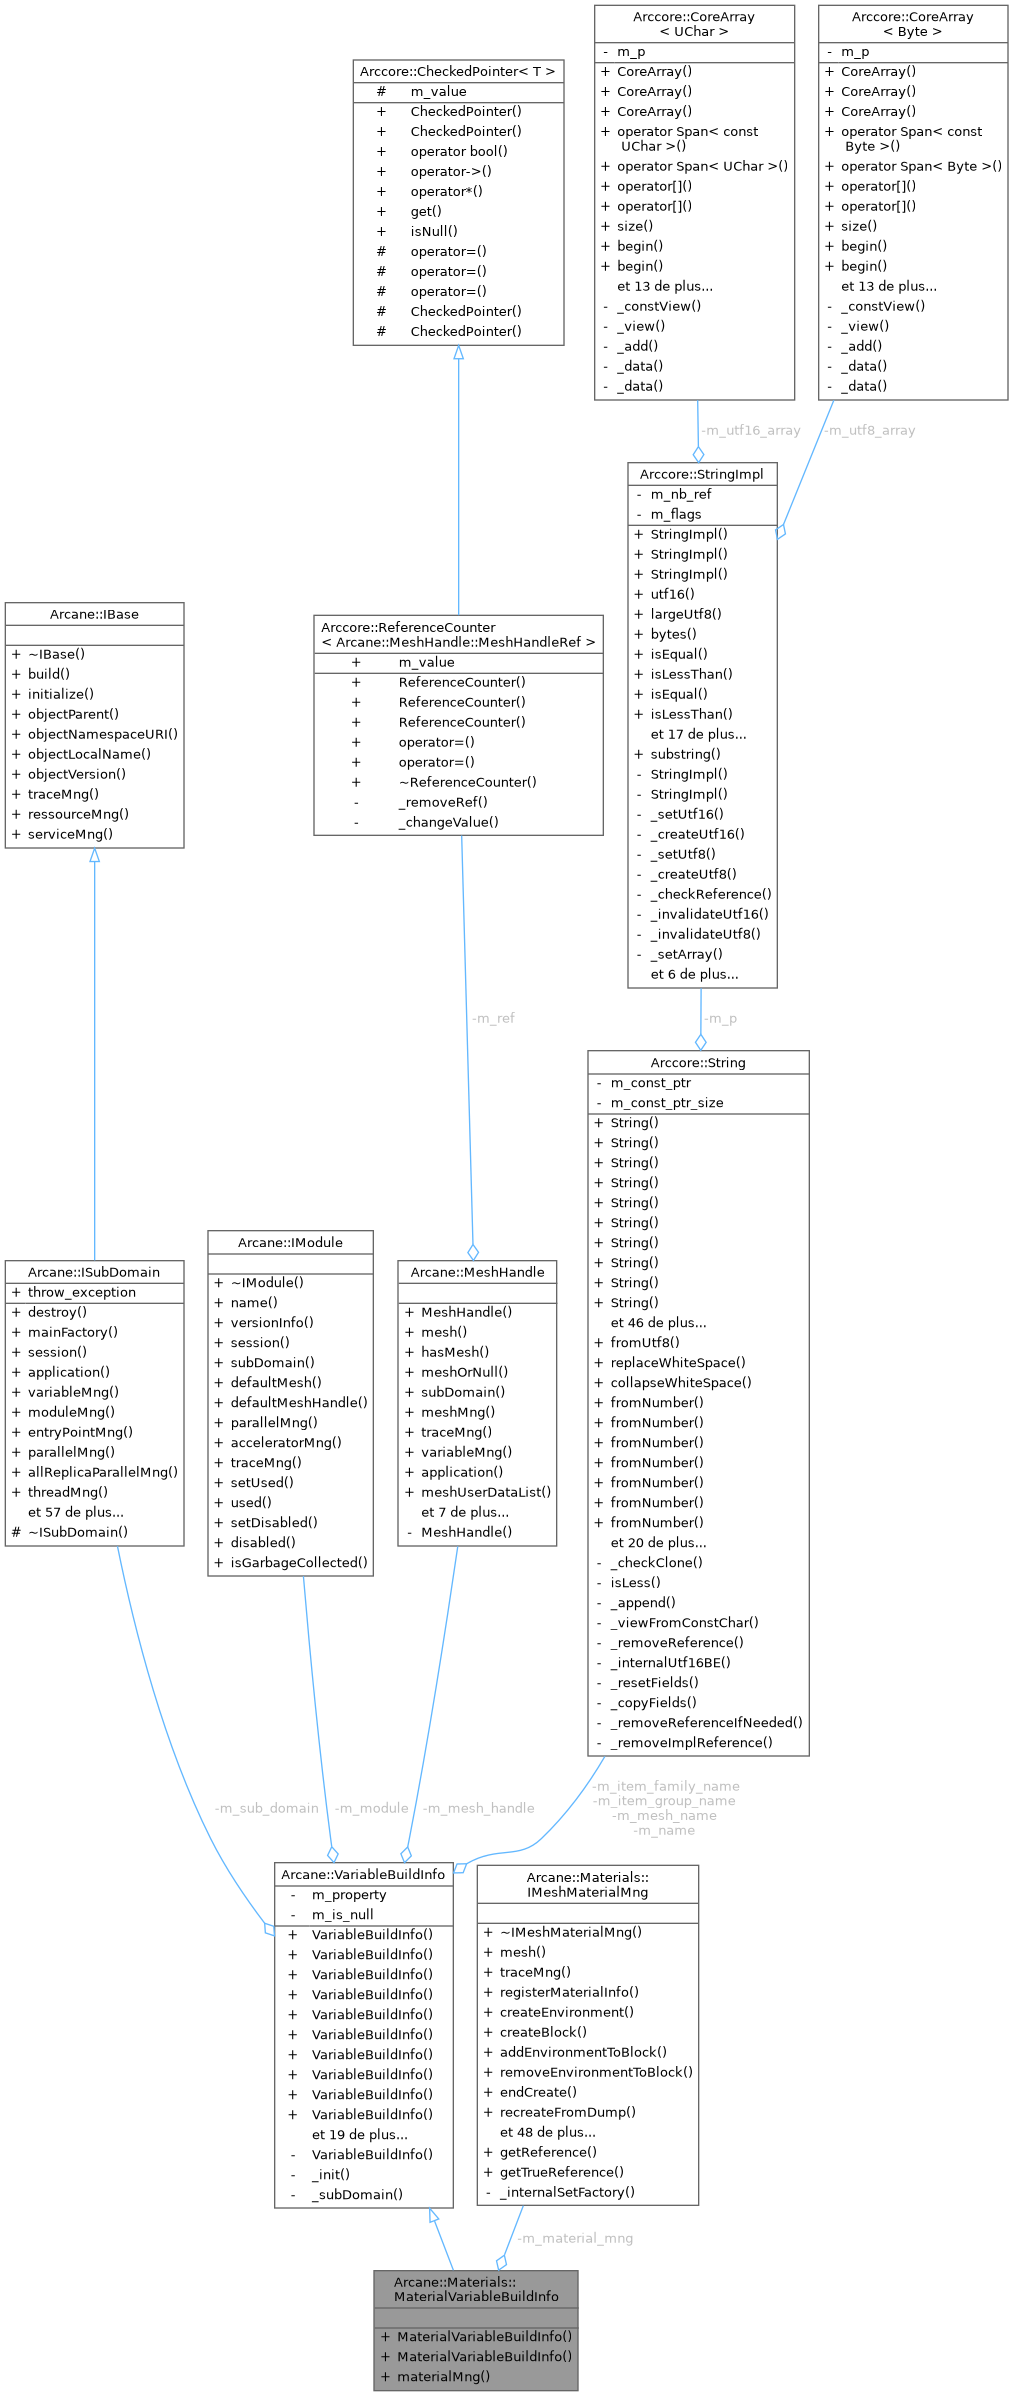 Arccore::CoreArray
< UChar >
- m_p
+ CoreArray()
+ CoreArray()
+ CoreArray()
+ operator Span< const
UChar >()
+ operator Span< UChar >()
+ operator[]()
+ operator[]()
+ size()
+ begin()
+ begin()
et 13 de plus...
- _constView()
- _view()
- _add()
- _data()
- _data()
Arccore::CoreArray
< Byte >
- m_p
+ CoreArray()
+ CoreArray()
+ CoreArray()
+ operator Span< const
Byte >()
+ operator Span< Byte >()
+ operator[]()
+ operator[]()
+ size()
+ begin()
+ begin()
et 13 de plus...
- _constView()
- _view()
- _add()
- _data()
- _data()
Arccore::CheckedPointer< T >
# m_value
+ CheckedPointer()
+ CheckedPointer()
+ operator bool()
+ operator->()
+ operator*()
+ get()
+ isNull()
# operator=()
# operator=()
# operator=()
# CheckedPointer()
# CheckedPointer()
-m_utf16_array
-m_utf8_array
Arccore::StringImpl
- m_nb_ref
- m_flags
+ StringImpl()
+ StringImpl()
+ StringImpl()
+ utf16()
+ largeUtf8()
+ bytes()
+ isEqual()
+ isLessThan()
+ isEqual()
+ isLessThan()
et 17 de plus...
+ substring()
- StringImpl()
- StringImpl()
- _setUtf16()
- _createUtf16()
- _setUtf8()
- _createUtf8()
- _checkReference()
- _invalidateUtf16()
- _invalidateUtf8()
- _setArray()
et 6 de plus...
Arcane::IBase
+ ~IBase()
+ build()
+ initialize()
+ objectParent()
+ objectNamespaceURI()
+ objectLocalName()
+ objectVersion()
+ traceMng()
+ ressourceMng()
+ serviceMng()
Arccore::ReferenceCounter
< Arcane::MeshHandle::MeshHandleRef >
+ m_value
+ ReferenceCounter()
+ ReferenceCounter()
+ ReferenceCounter()
+ operator=()
+ operator=()
+ ~ReferenceCounter()
- _removeRef()
- _changeValue()
-m_ref
-m_p
Arccore::String
- m_const_ptr
- m_const_ptr_size
+ String()
+ String()
+ String()
+ String()
+ String()
+ String()
+ String()
+ String()
+ String()
+ String()
et 46 de plus...
+ fromUtf8()
+ replaceWhiteSpace()
+ collapseWhiteSpace()
+ fromNumber()
+ fromNumber()
+ fromNumber()
+ fromNumber()
+ fromNumber()
+ fromNumber()
+ fromNumber()
et 20 de plus...
- _checkClone()
- isLess()
- _append()
- _viewFromConstChar()
- _removeReference()
- _internalUtf16BE()
- _resetFields()
- _copyFields()
- _removeReferenceIfNeeded()
- _removeImplReference()
Arcane::ISubDomain
+ throw_exception
+ destroy()
+ mainFactory()
+ session()
+ application()
+ variableMng()
+ moduleMng()
+ entryPointMng()
+ parallelMng()
+ allReplicaParallelMng()
+ threadMng()
et 57 de plus...
# ~ISubDomain()
Arcane::IModule
+ ~IModule()
+ name()
+ versionInfo()
+ session()
+ subDomain()
+ defaultMesh()
+ defaultMeshHandle()
+ parallelMng()
+ acceleratorMng()
+ traceMng()
+ setUsed()
+ used()
+ setDisabled()
+ disabled()
+ isGarbageCollected()
Arcane::MeshHandle
+ MeshHandle()
+ mesh()
+ hasMesh()
+ meshOrNull()
+ subDomain()
+ meshMng()
+ traceMng()
+ variableMng()
+ application()
+ meshUserDataList()
et 7 de plus...
- MeshHandle()
-m_sub_domain
-m_module
-m_mesh_handle
-m_item_family_name
-m_item_group_name
-m_mesh_name
-m_name
Arcane::VariableBuildInfo
- m_property
- m_is_null
+ VariableBuildInfo()
+ VariableBuildInfo()
+ VariableBuildInfo()
+ VariableBuildInfo()
+ VariableBuildInfo()
+ VariableBuildInfo()
+ VariableBuildInfo()
+ VariableBuildInfo()
+ VariableBuildInfo()
+ VariableBuildInfo()
et 19 de plus...
- VariableBuildInfo()
- _init()
- _subDomain()
Arcane::Materials::
IMeshMaterialMng
+ ~IMeshMaterialMng()
+ mesh()
+ traceMng()
+ registerMaterialInfo()
+ createEnvironment()
+ createBlock()
+ addEnvironmentToBlock()
+ removeEnvironmentToBlock()
+ endCreate()
+ recreateFromDump()
et 48 de plus...
+ getReference()
+ getTrueReference()
- _internalSetFactory()
-m_material_mng
Arcane::Materials::
MaterialVariableBuildInfo
+ MaterialVariableBuildInfo()
+ MaterialVariableBuildInfo()
+ materialMng()